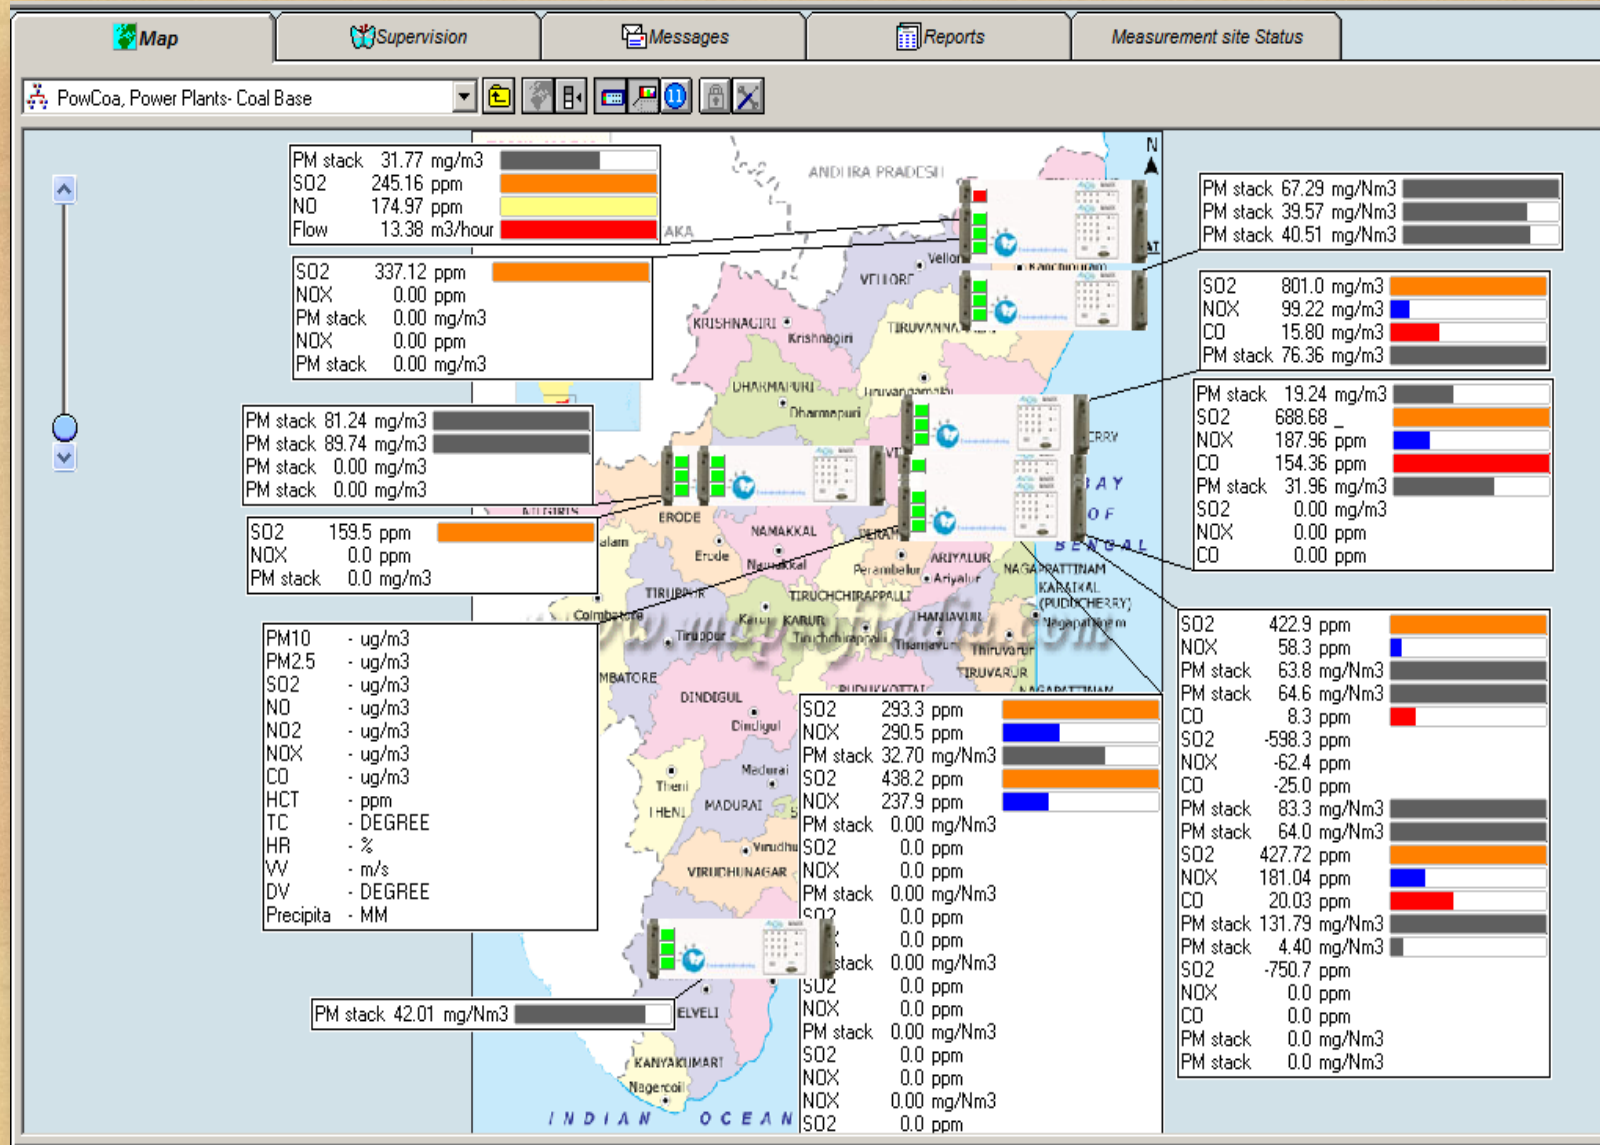 Map
Supervision
Messages
Reports
Measurement site Status
PowCoa, Power Plants- Coal Base
11
PM stack 31.77 mg/m3
SO2 245.16 ppm
NO 174.97 ppm
Flow 13.38 m3/hour
SO2 337.12 ppm
NOX 0.00 ppm
PM stack 0.00 mg/m3
NOX 0.00 ppm
PM stack 0.00 mg/m3
PM stack 81.24 mg/m3
PM stack 89.74 mg/m3
PM stack 0.00 mg/m3
PM stack 0.00 mg/m3
SO2 159.5 ppm
NOX 0.0 ppm
PM stack 0.0 mg/m3
PM10 - ug/m3
PM2.5 - ug/m3
SO2 - ug/m3
NO - ug/m3
NO2 - ug/m3
NOX - ug/m3
CO - ug/m3
HCT - ppm
TC - DEGREE
HR - %
VV - m/s
DV - DEGREE
Precipita - MM
PM stack 42.01 mg/Nm3
ANDHRA PRADESH
N
AKA
VELLORE
KRISHNAGIRI
Krishnagiri
DHARMAPURI
Dharmapuri
Tiruvannamalai
ERRY
BAY
OF
BENGAL
ERODE
Erode
NAMAKKAL
Namakkal
Perambalur
ARIYALUR
Ariyalur
NAGAPPATTINAM
KARAIKAL
(PUDUCHERRY)
Nagapattinam
TIRUPPUR
Tiruppur
Coimbatore
KARUR
Karur
TIRUCHCHIRAPPALLI
Tiruchchirappalli
THANJAVUR
Thanjavur
Thiruvarur
TIRUVARUR
NAGAPATTINAM
MBATORE
DINDIGUL
Dindigul
PUDUKKOTTAI
Theni
THENI
Madurai
MADURAI
Virudhu
VIRUDHUNAGAR
ELVELI
KANYAKUMARI
Nagercoil
INDIAN OCEAN
PM stack 67.29 mg/Nm3
PM stack 39.57 mg/Nm3
PM stack 40.51 mg/Nm3
SO2 801.0 mg/m3
NOX 99.22 mg/m3
CO 15.80 mg/m3
PM stack 76.36 mg/m3
PM stack 19.24 mg/m3
SO2 688.68 _
NOX 187.96 ppm
CO 154.36 ppm
PM stack 31.96 mg/m3
SO2 0.00 mg/m3
NOX 0.00 ppm
CO 0.00 ppm
SO2 422.9 ppm
NOX 58.3 ppm
PM stack 63.8 mg/Nm3
PM stack 64.6 mg/Nm3
CO 8.3 ppm
SO2 -598.3 ppm
NOX -62.4 ppm
CO -25.0 ppm
PM stack 83.3 mg/Nm3
PM stack 64.0 mg/Nm3
SO2 427.72 ppm
NOX 181.04 ppm
CO 20.03 ppm
PM stack 131.79 mg/Nm3
PM stack 4.40 mg/Nm3
SO2 -750.7 ppm
NOX 0.0 ppm
CO 0.0 ppm
PM stack 0.0 mg/Nm3
PM stack 0.0 mg/Nm3
SO2 293.3 ppm
NOX 290.5 ppm
PM stack 32.70 mg/Nm3
SO2 438.2 ppm
NOX 237.9 ppm
PM stack 0.00 mg/Nm3
SO2 0.0 ppm
NOX 0.0 ppm
PM stack 0.00 mg/Nm3
SO2 0.0 ppm
0.0 ppm
stack 0.00 mg/Nm3
SO2 0.0 ppm
NOX 0.0 ppm
PM stack 0.00 mg/Nm3
SO2 0.0 ppm
NOX 0.0 ppm
NOX 0.00 mg/Nm3
SO2 0.0 ppm